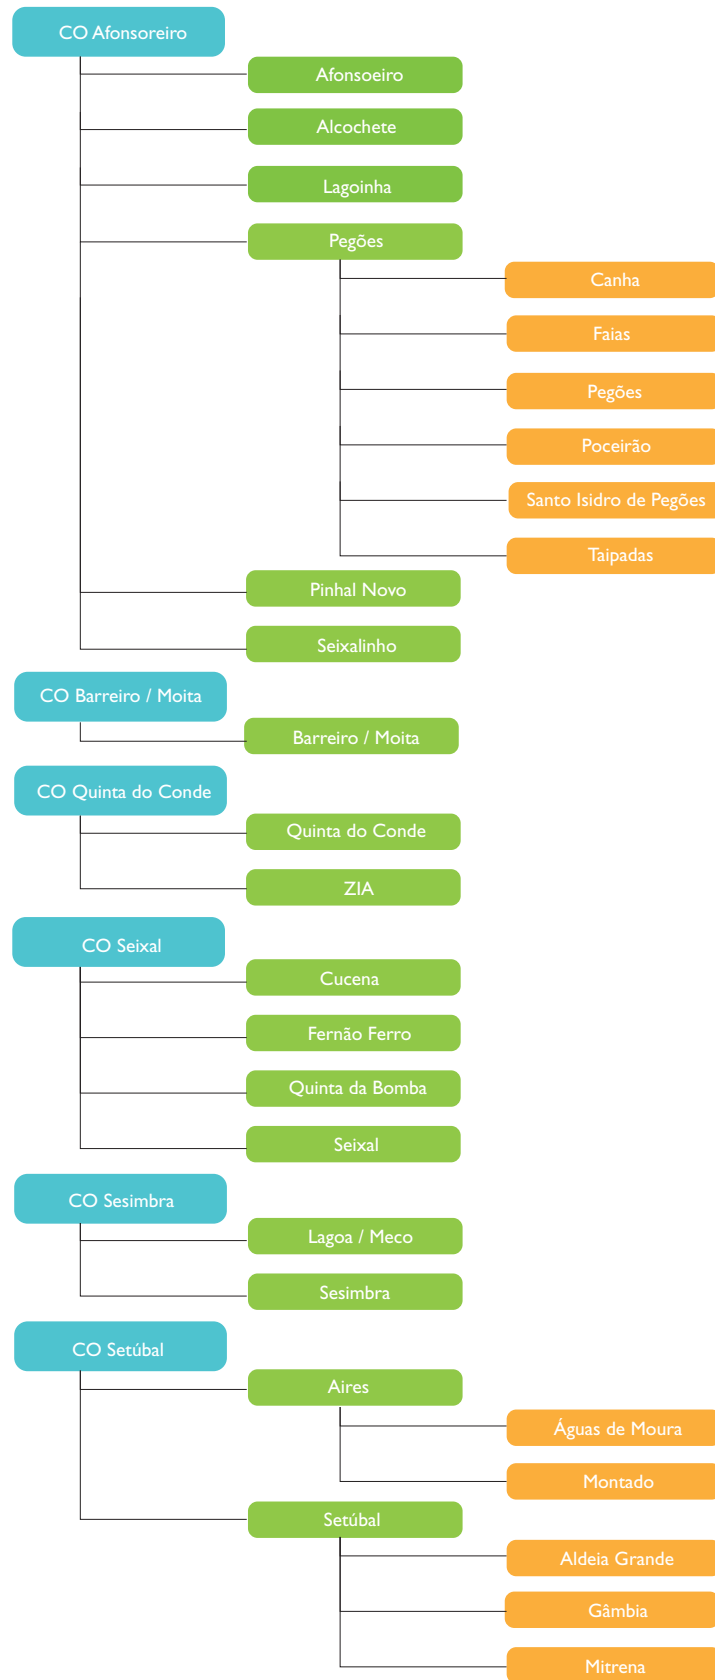 CO Afonsoreiro
Afonsoeiro
Alcochete
Lagoinha
Pegões
Canha
Faias
Pegões
Poceirão
Santo Isidro de Pegões
Taipadas
Pinhal Novo
Seixalinho
CO Barreiro / Moita
Barreiro / Moita
CO Quinta do Conde
Quinta do Conde
ZIA
CO Seixal
Cucena
Fernão Ferro
Quinta da Bomba
Seixal
CO Sesimbra
Lagoa / Meco
Sesimbra
CO Setúbal
Aires
Águas de Moura
Montado
Setúbal
Aldeia Grande
Gâmbia
Mitrena